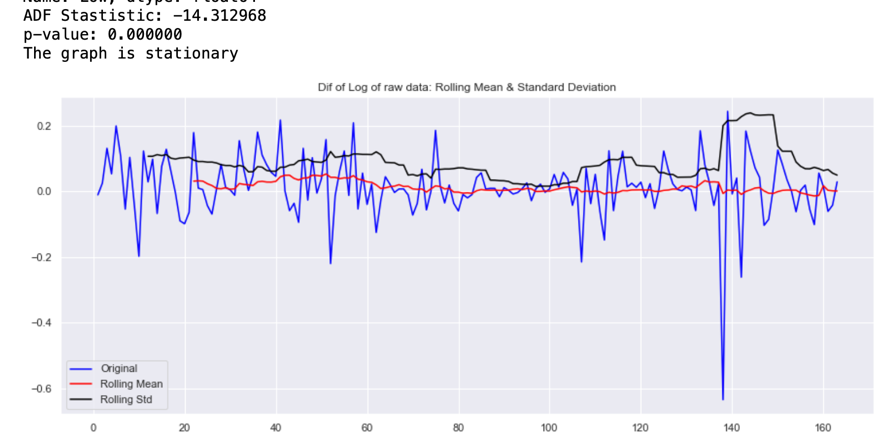 ADF Stastistic: -14.312968
p-value: 0.000000
The graph is stationary
Dif of Log of raw data: Rolling Mean & Standard Deviation
0.2
0.0
−0.2
−0.4
−0.6
Original
Rolling Mean
Rolling Std
0 20 40 60 80 100 120 140 160